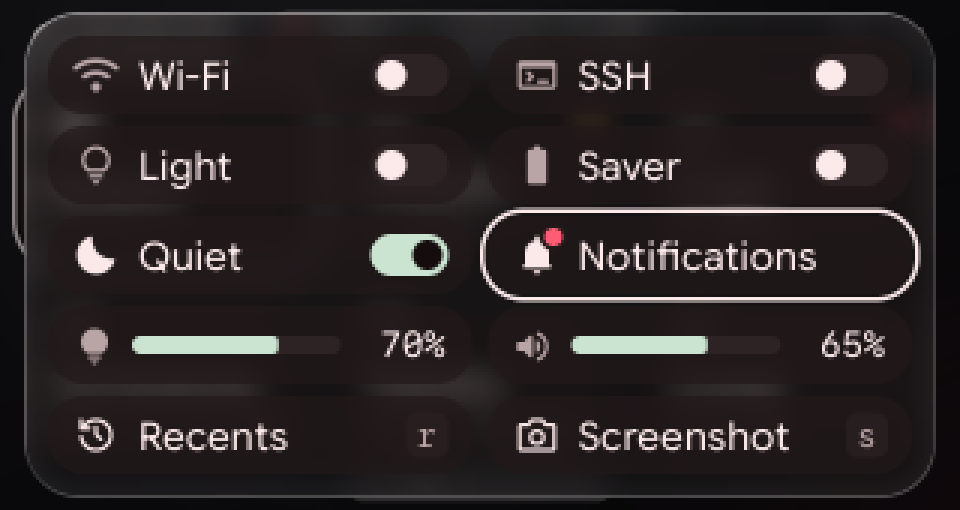 Wi-Fi
SSH
Light
Saver
Quiet
Notifications
70%
65%
Recents r
Screenshot s